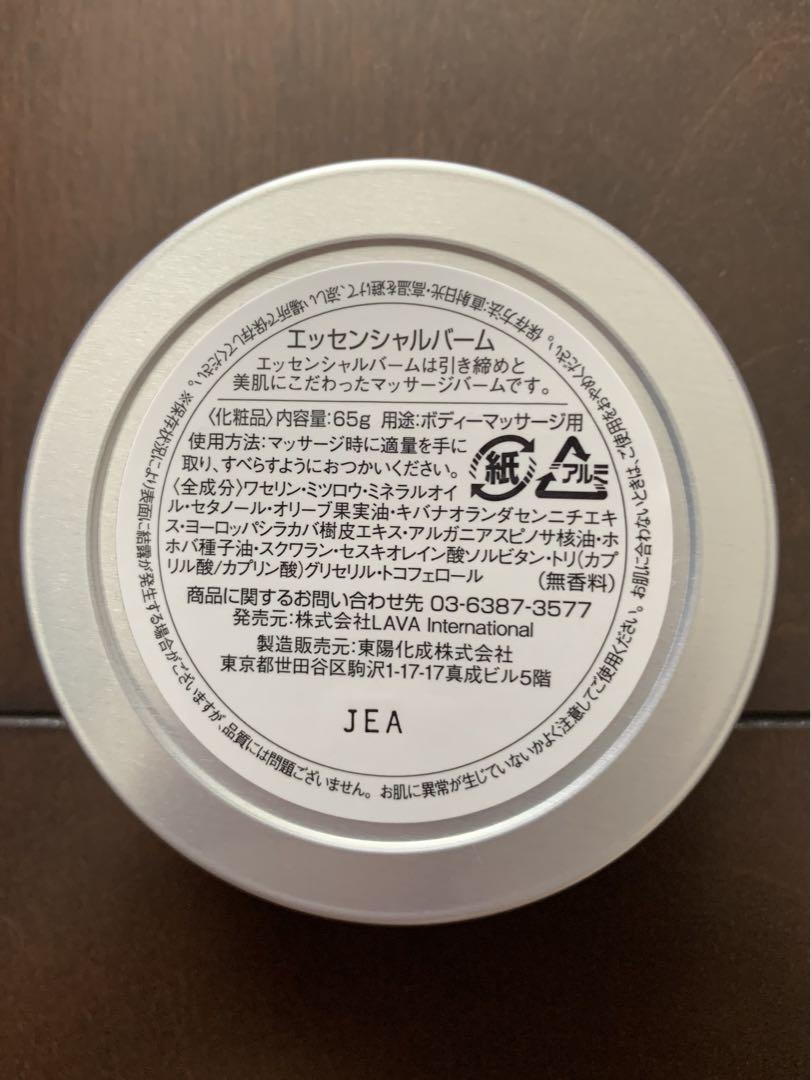 エッセンシャルバーム
エッセンシャルバームは引き締めと
美肌にこだわったマッサージバームです。
〈化粧品〉内容量:65g 用途:ボディーマッサージ用
使用方法:マッサージ時に適量を手に
取り、すべらすようにおつかいください。
紙
アルミ
〈全成分〉ワセリン・ミツロウ・ミネラルオイ
ル・セタノール・オリーブ果実油・キバナオランダセンニチエキ
ス・ヨーロッパシラカバ樹皮エキス・アルガニアスピノサ核油・ホ
ホバ種子油・スクワラン・セスキオレイン酸ソルビタン・トリ(カプ
リル酸/カプリン酸)グリセリル・トコフェロール (無香料)
商品に関するお問い合わせ先 03-6387-3577
発売元:株式会社LAVA International
製造販売元:東陽化成株式会社
東京都世田谷区駒沢1-17-17真成ビル5階
JEA
お肌に異常が生じていないかよく注意してご使用ください。お肌に合わないときは、ご使用をおやめください。保存方法:直射日光・高温を避けて、涼しい場所で保存してください。※保存状況により表面に結露が発生する場合がございますが、品質には問題ございません。